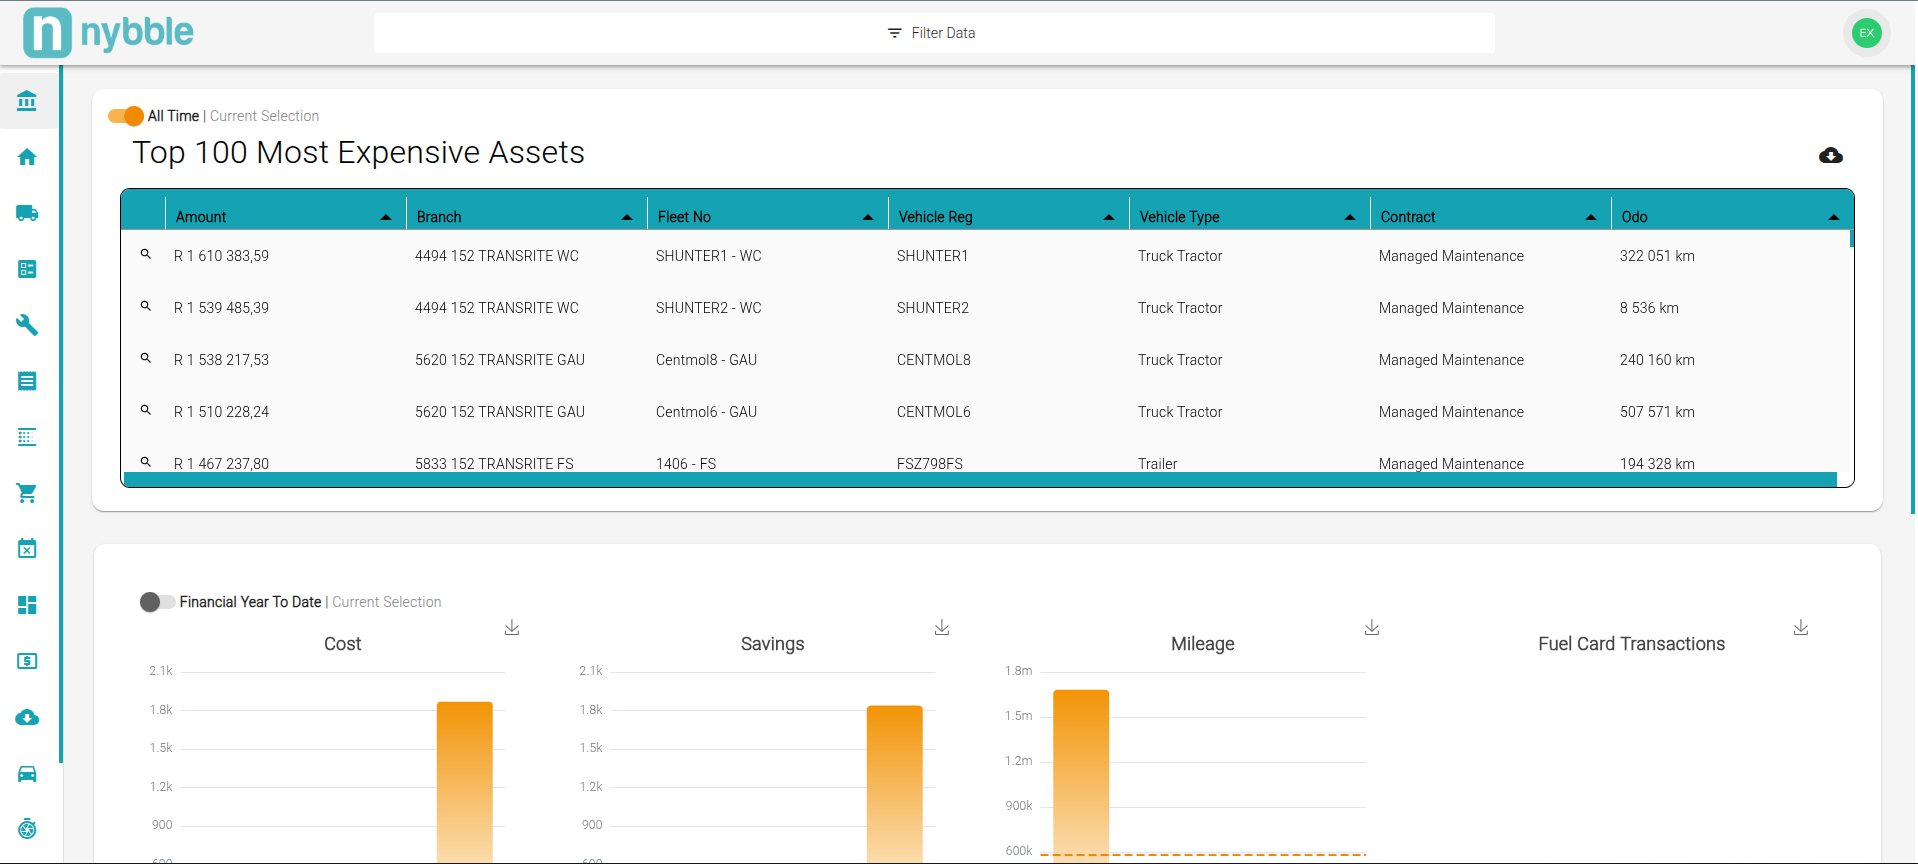 nybble
Filter Data
EX
All Time | Current Selection
Top 100 Most Expensive Assets
Amount Branch Fleet No Vehicle Reg Vehicle Type Contract Odo
R 1 610 383,59 4494 152 TRANSRITE WC SHUNTER1 - WC SHUNTER1 Truck Tractor Managed Maintenance 322 051 km
R 1 539 485,39 4494 152 TRANSRITE WC SHUNTER2 - WC SHUNTER2 Truck Tractor Managed Maintenance 8 536 km
R 1 538 217,53 5620 152 TRANSRITE GAU Centmol8 - GAU CENTMOL8 Truck Tractor Managed Maintenance 240 160 km
R 1 510 228,24 5620 152 TRANSRITE GAU Centmol6 - GAU CENTMOL6 Truck Tractor Managed Maintenance 507 571 km
R 1 467 237,80 5833 152 TRANSRITE FS 1406 - FS FSZ798FS Trailer Managed Maintenance 194 328 km
Financial Year To Date | Current Selection
Cost Savings Mileage Fuel Card Transactions
2.1k 2.1k 1.8m
1.8k 1.8k 1.5m
1.5k 1.5k 1.2m
1.2k 1.2k 900k
900 900 600k
600 600